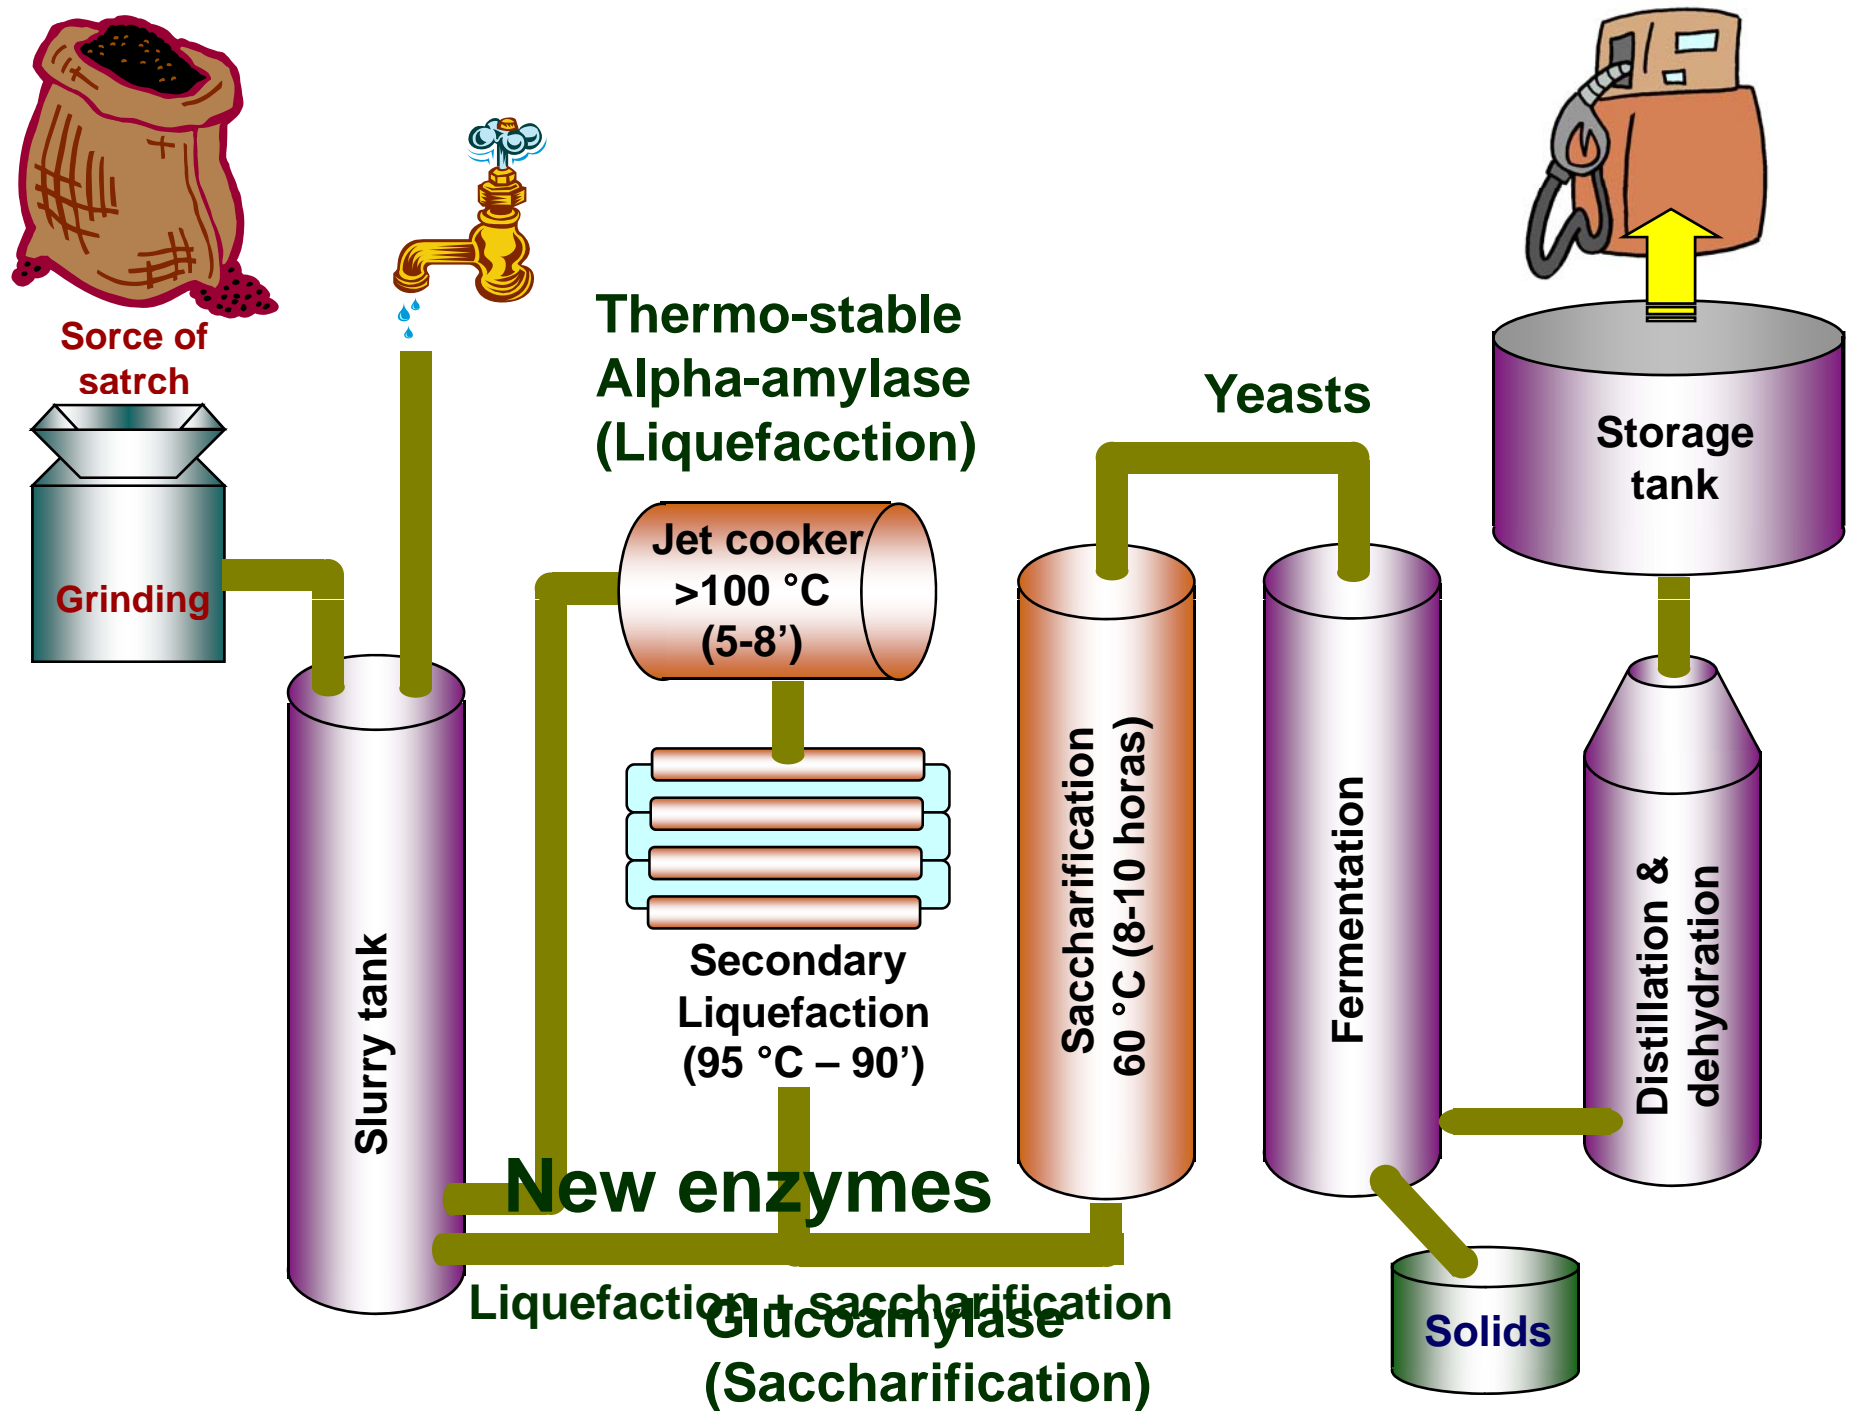 Sorce of
satrch
Grinding
Slurry tank
Thermo-stable
Alpha-amylase
(Liquefacction)
Jet cooker
>100 °C
(5-8’)
Secondary
Liquefaction
(95 °C – 90’)
New enzymes
Liquefaction + saccharification
Glucoamylase
(Saccharification)
Saccharification
60 °C (8-10 horas)
Yeasts
Fermentation
Solids
Distillation &
dehydration
Storage
tank